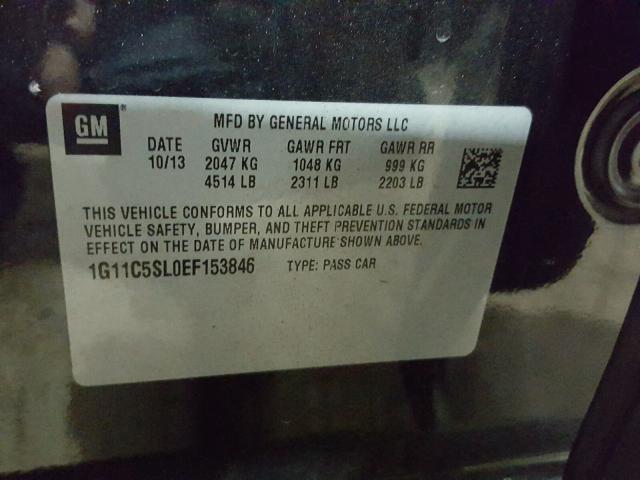 GM ®
MFD BY GENERAL MOTORS LLC
DATE GVWR GAWR FRT GAWR RR
10/13 2047 KG 1048 KG 999 KG
4514 LB 2311 LB 2203 LB
THIS VEHICLE CONFORMS TO ALL APPLICABLE U.S. FEDERAL MOTOR
VEHICLE SAFETY, BUMPER, AND THEFT PREVENTION STANDARDS IN
EFFECT ON THE DATE OF MANUFACTURE SHOWN ABOVE.
1G11C5SL0EF153846 TYPE: PASS CAR